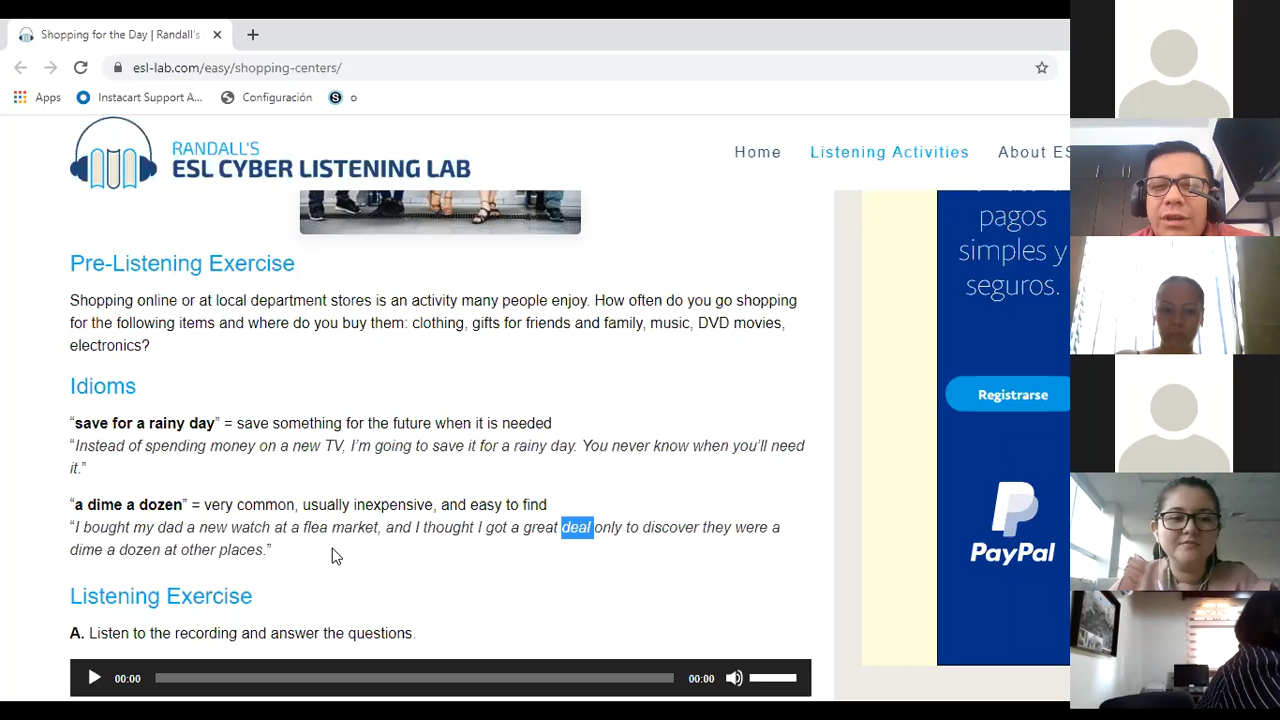 Shopping for the Day | Randall's
esl-lab.com/easy/shopping-centers/
Apps
Instacart Support A...
Configuración
S
o
RANDALL'S
ESL CYBER LISTENING LAB
Home
Listening Activities
About ES
Pre-Listening Exercise
Shopping online or at local department stores is an activity many people enjoy. How often do you go shopping
for the following items and where do you buy them: clothing, gifts for friends and family, music, DVD movies,
electronics?
Idioms
“save for a rainy day” = save something for the future when it is needed
“Instead of spending money on a new TV, I’m going to save it for a rainy day. You never know when you’ll need
it.”
“a dime a dozen” = very common, usually inexpensive, and easy to find
“I bought my dad a new watch at a flea market, and I thought I got a great deal only to discover they were a
dime a dozen at other places.”
Listening Exercise
A. Listen to the recording and answer the questions.
00:00
00:00
pagos
simples y
seguros.
Registrarse
PayPal